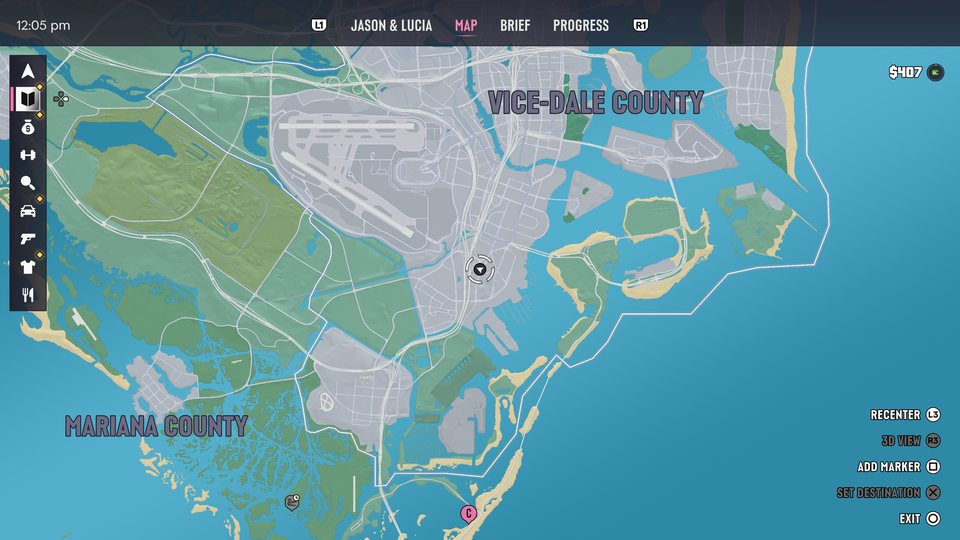 12:05 pm
L1 JASON & LUCIA MAP BRIEF PROGRESS R1
$407
VICE-DALE COUNTY
MARIANA COUNTY
C
RECENTER L3
3D VIEW R3
ADD MARKER
SET DESTINATION
EXIT